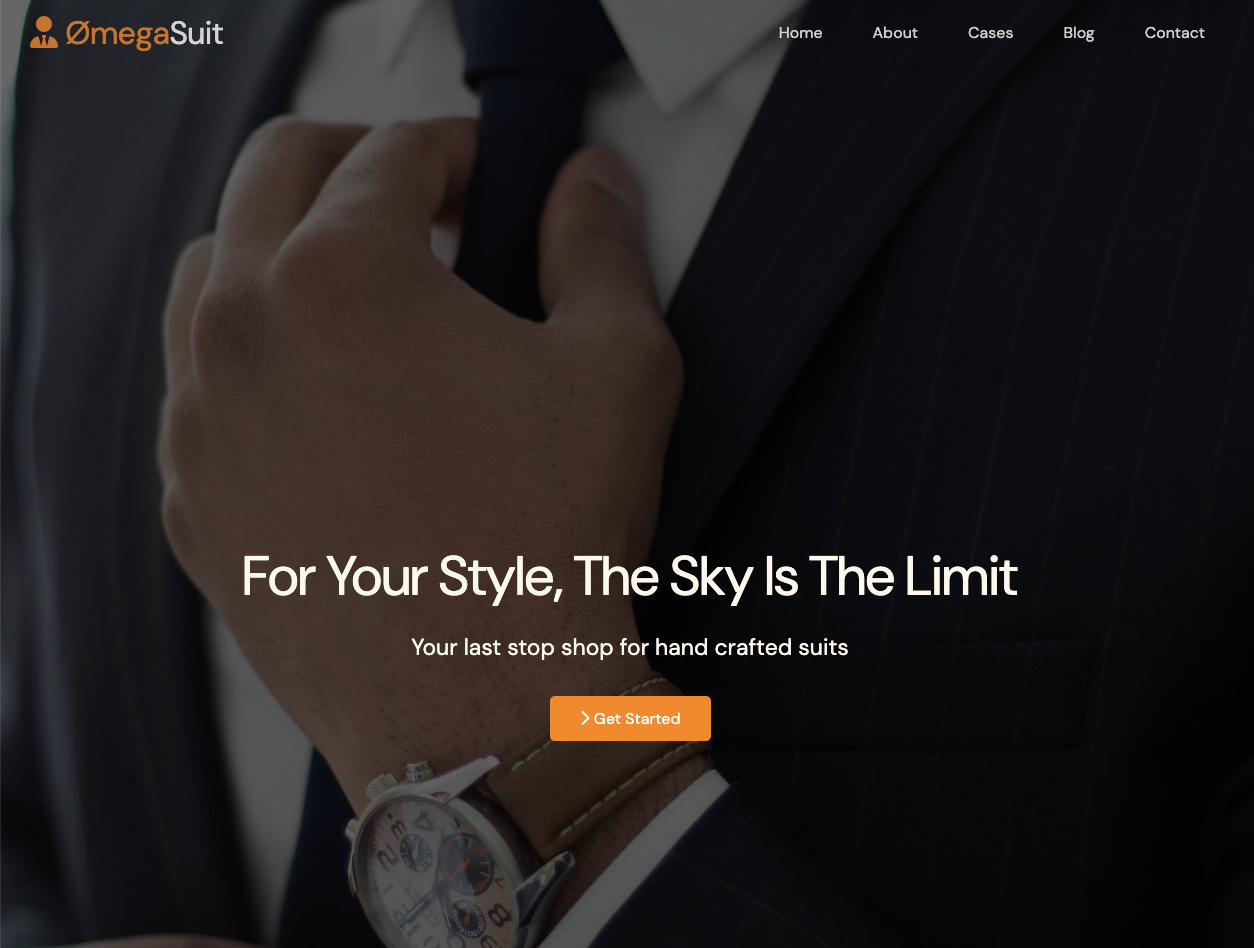 ØmegaSuit
Home About Cases Blog Contact
For Your Style, The Sky Is The Limit
Your last stop shop for hand crafted suits
Get Started